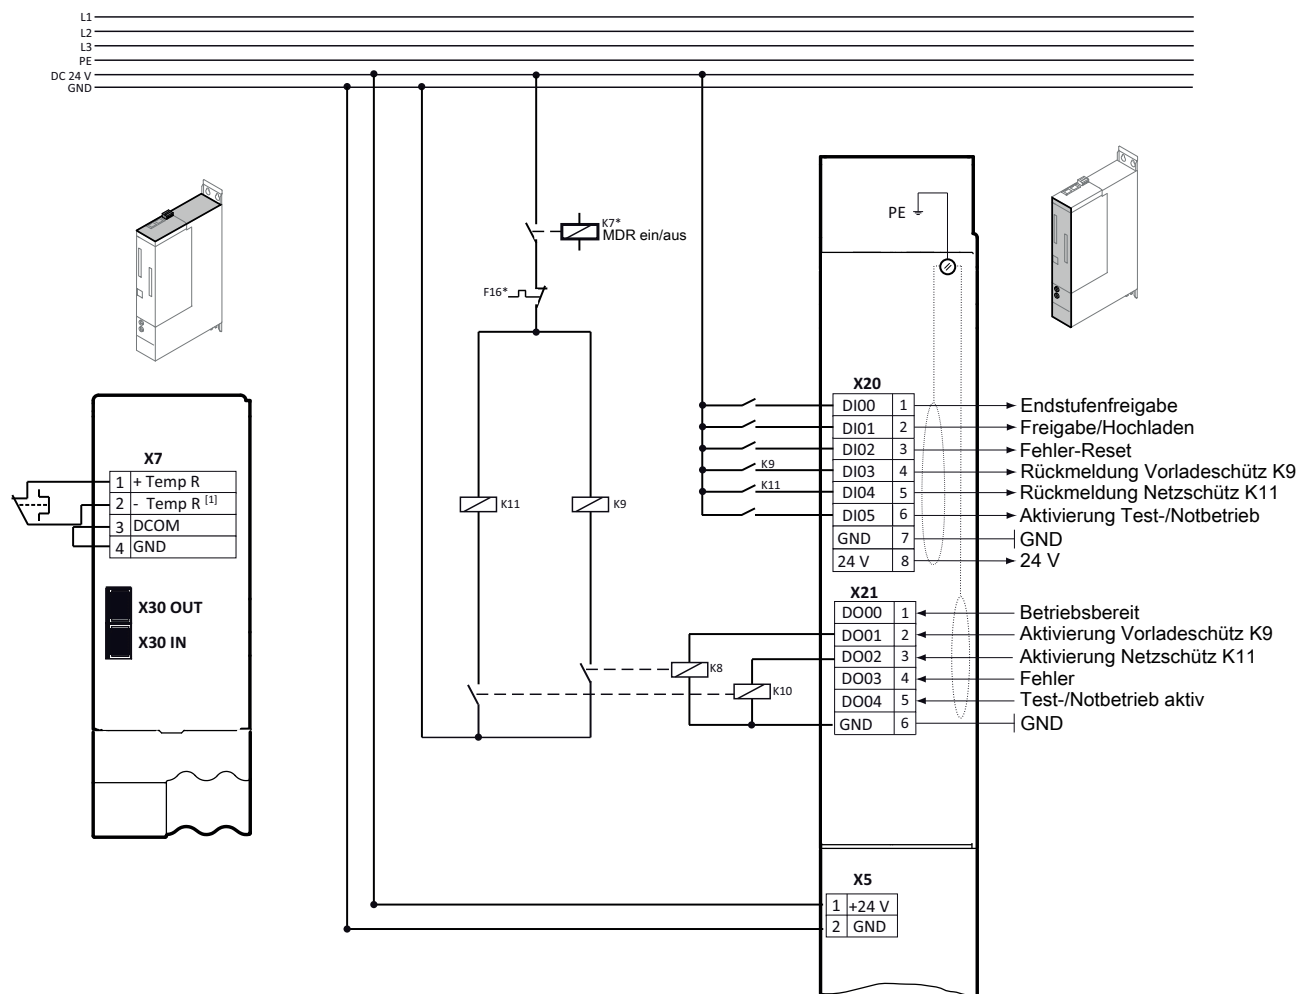 L1
L2
L3
PE
DC 24 V
GND
PE
K7*
MDR ein/aus
F16*
K11
K9
X7
1 + Temp R
2 - Temp R [1]
3 DCOM
4 GND
X30 OUT
X30 IN
X20
DI00 1 Endstufenfreigabe
DI01 2 Freigabe/Hochladen
DI02 3 Fehler-Reset
K9 DI03 4 Rückmeldung Vorladeschütz K9
K11 DI04 5 Rückmeldung Netzschütz K11
DI05 6 Aktivierung Test-/Notbetrieb
GND 7 GND
24 V 8 24 V
X21
DO00 1 Betriebsbereit
DO01 2 Aktivierung Vorladeschütz K9
DO02 3 Aktivierung Netzschütz K11
DO03 4 Fehler
DO04 5 Test-/Notbetrieb aktiv
GND 6 GND
K8
K10
X5
1 +24 V
2 GND